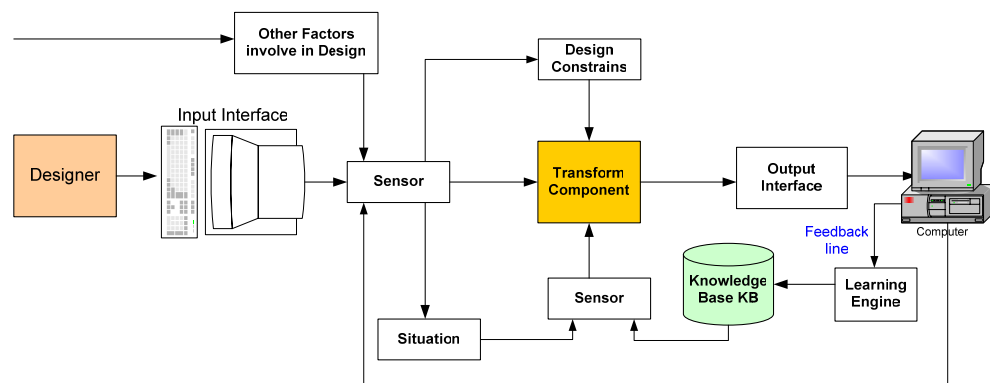 Other Factors
involve in Design
Design
Constrains
Input Interface
Designer
Sensor
Transform
Component
Output
Interface
Computer
Feedback
line
Knowledge
Base KB
Learning
Engine
Sensor
Situation